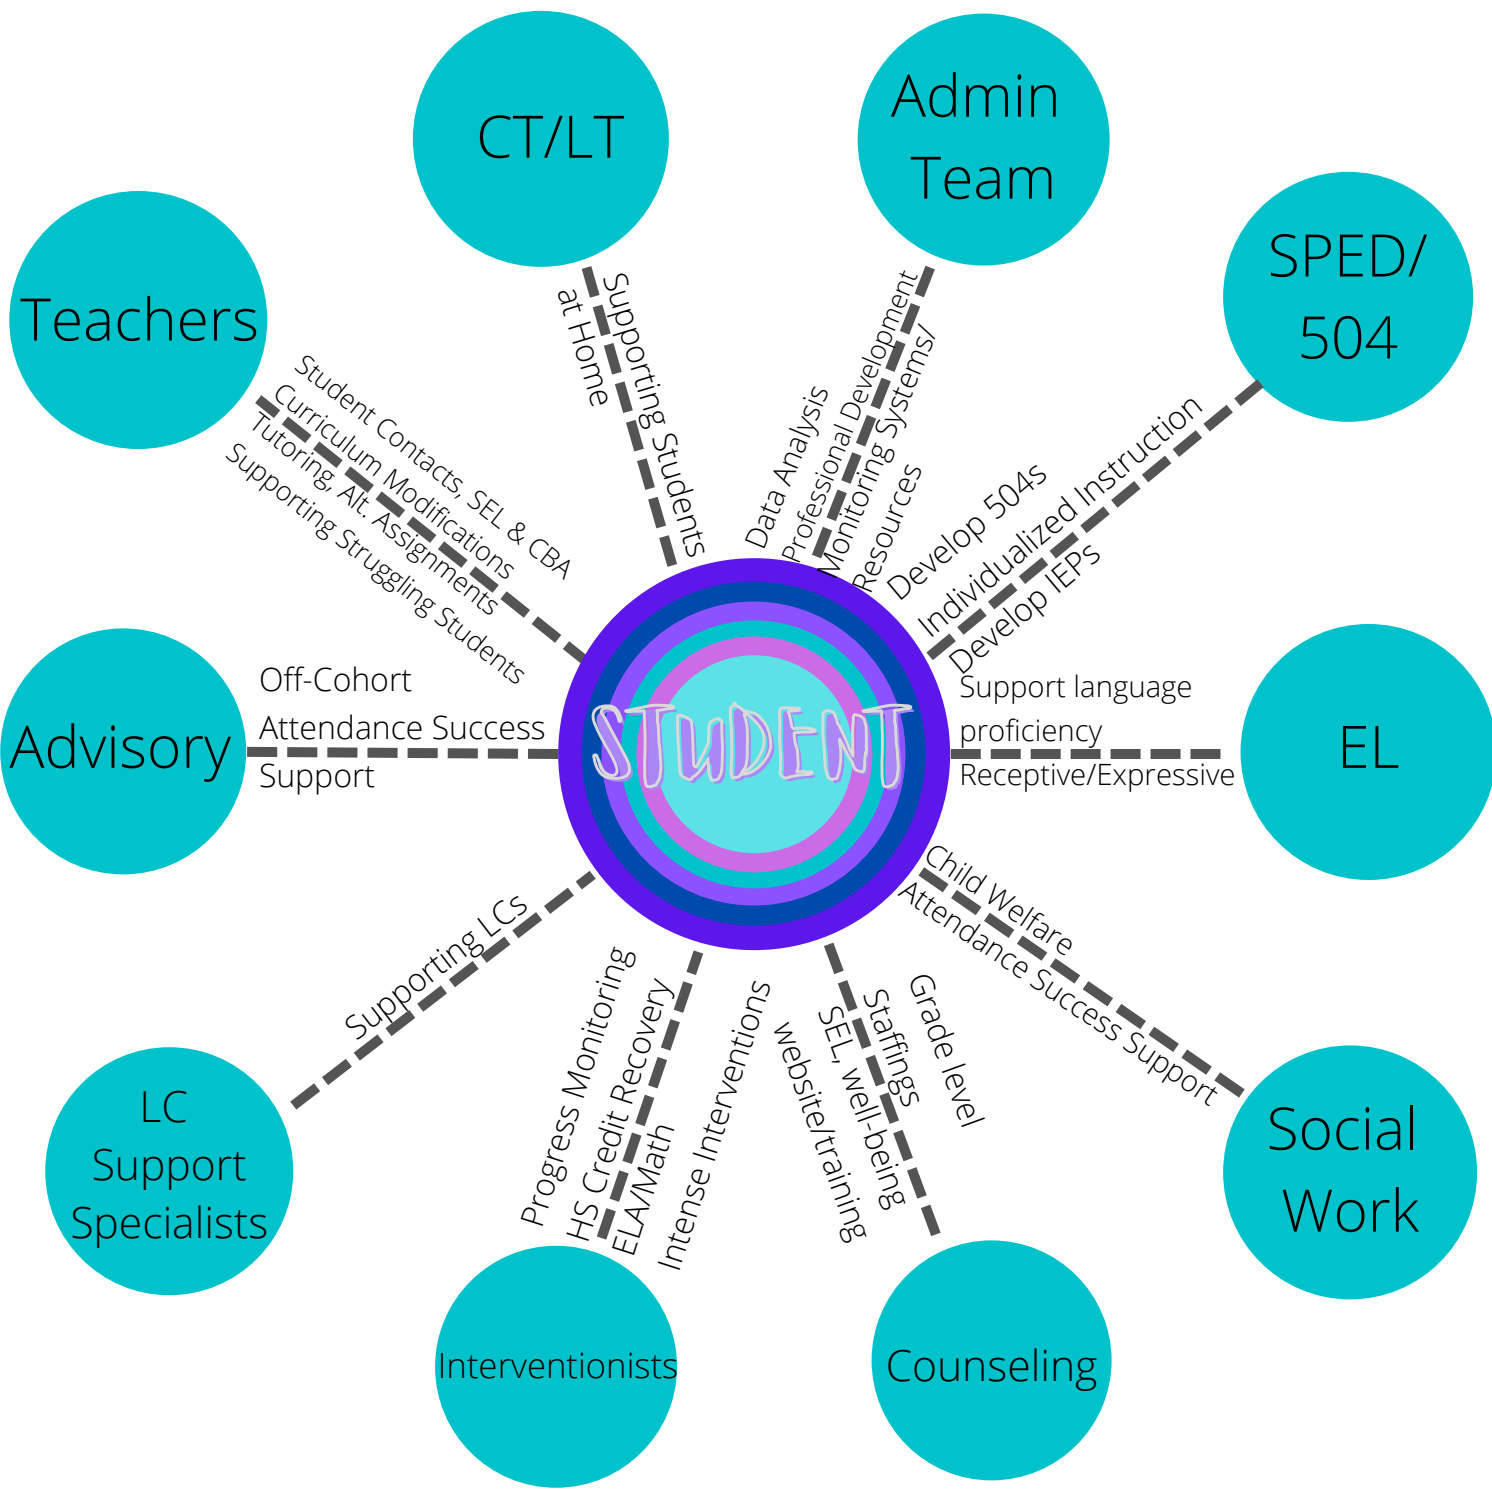 CT/LT
Admin
Team
SPED/
504
Teachers
Supporting Students
at Home
Data Analysis
Professional Development
Monitoring Systems/
Resources
Develop 504s
Individualized Instruction
Develop IEPs
Student Contacts, SEL & CBA
Curriculum Modifications
Tutoring, Alt. Assignments
Supporting Struggling Students
Advisory
Off-Cohort
Attendance Success
Support
STUDENT
Support language
proficiency
Receptive/Expressive
EL
Supporting LCs
LC
Support
Specialists
Progress Monitoring
HS Credit Recovery
ELA/Math
Intense Interventions
Interventionists
Grade level
Staffings
SEL, well-being
website/training
Counseling
Child Welfare
Attendance Success Support
Social
Work